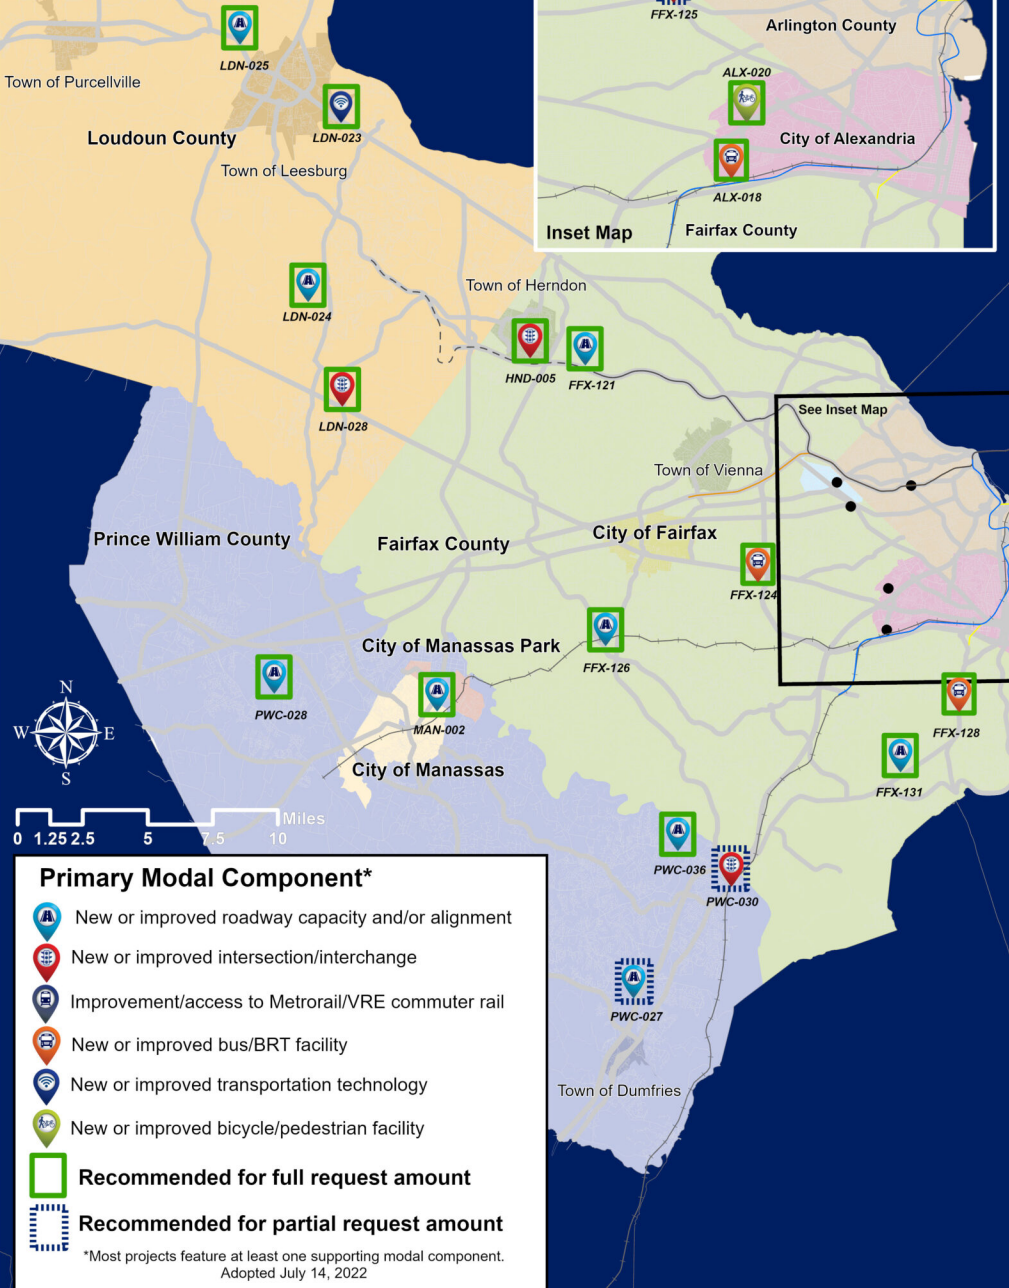 FFX-125
Arlington County
LDN-025
ALX-020
Town of Purcellville
LDN-023
Loudoun County
City of Alexandria
Town of Leesburg
ALX-018
Inset Map
Fairfax County
Town of Herndon
LDN-024
HND-005
FFX-121
See Inset Map
LDN-028
Town of Vienna
City of Fairfax
Prince William County
Fairfax County
FFX-124
City of Manassas Park
FFX-126
N
W
E
S
PWC-028
MAN-002
FFX-128
City of Manassas
FFX-131
Miles
0 1.25 2.5 5 7.5 10
PWC-036
PWC-030
PWC-027
Town of Dumfries
Primary Modal Component*
New or improved roadway capacity and/or alignment
New or improved intersection/interchange
Improvement/access to Metrorail/VRE commuter rail
New or improved bus/BRT facility
New or improved transportation technology
New or improved bicycle/pedestrian facility
Recommended for full request amount
Recommended for partial request amount
*Most projects feature at least one supporting modal component.
Adopted July 14, 2022